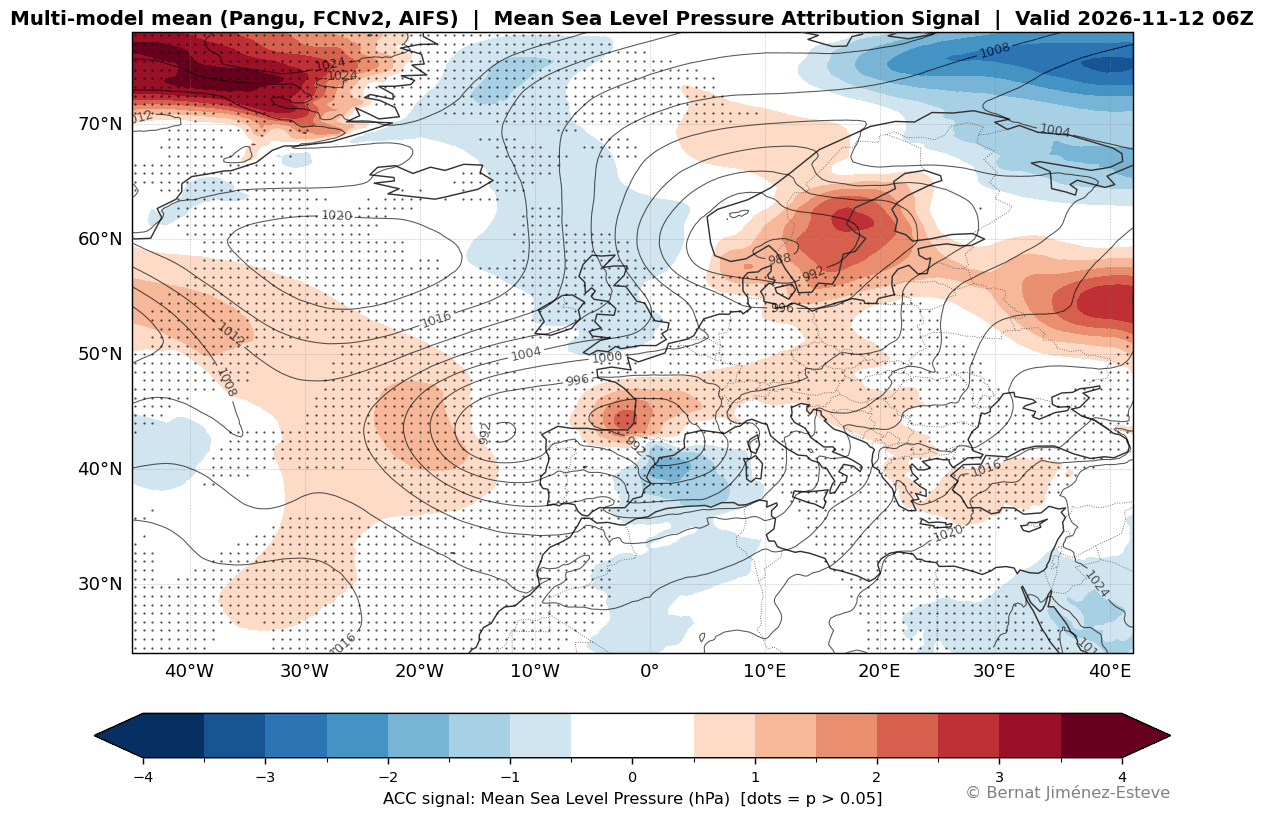 Multi-model mean (Pangu, FCNv2, AIFS) | Mean Sea Level Pressure Attribution Signal | Valid 2026-11-12 06Z
1008
1024
1024
1012
1004
70°N
1020
60°N
988
992
996
1016
1012
1004
1000
50°N
1008
996
992
992
1016
40°N
1020
1024
30°N
1016
101
40°W 30°W 20°W 10°W 0° 10°E 20°E 30°E 40°E
−4 −3 −2 −1 0 1 2 3 4
ACC signal: Mean Sea Level Pressure (hPa) [dots = p > 0.05]
© Bernat Jiménez-Esteve